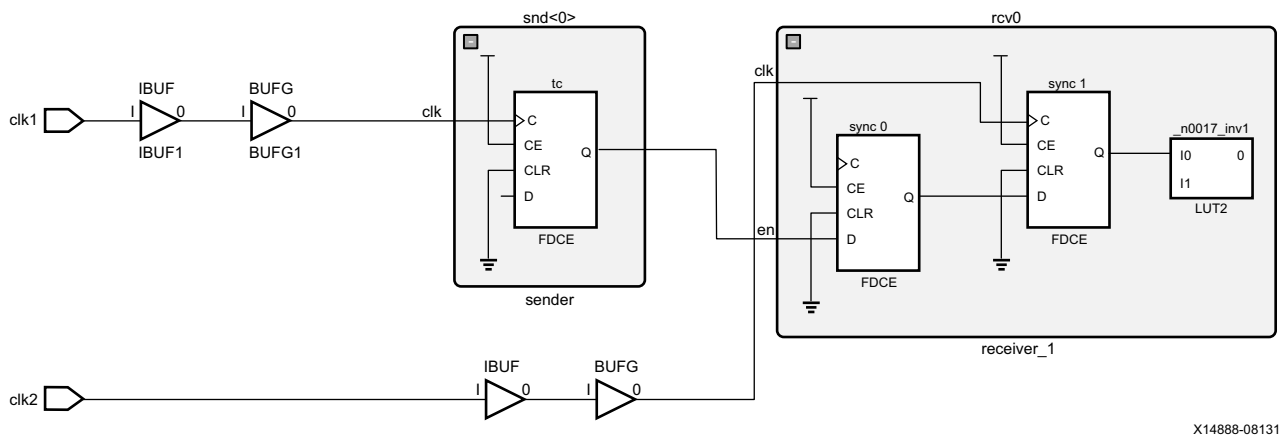 snd<0>
rcv0
-
-
IBUF
BUFG
clk
tc
sync 1
_n0017_inv1
clk1
I
0
I
0
clk
C
C
sync 0
I0
0
IBUF1
BUFG1
CE
Q
C
CE
Q
I1
CLR
CE
Q
CLR
LUT2
D
CLR
D
FDCE
en
D
FDCE
FDCE
sender
receiver_1
IBUF
BUFG
clk2
I
0
I
0
X14888-08131